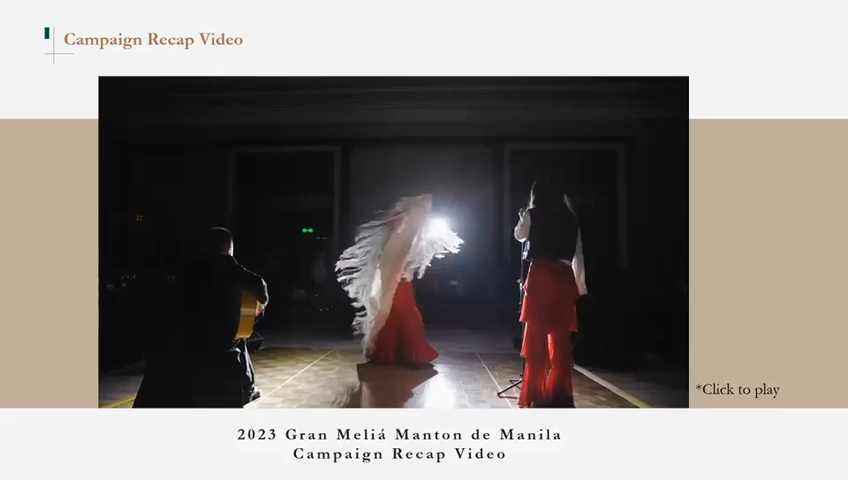 Campaign Recap Video
*Click to play
2023 Gran Meliá Manton de Manila
Campaign Recap Video